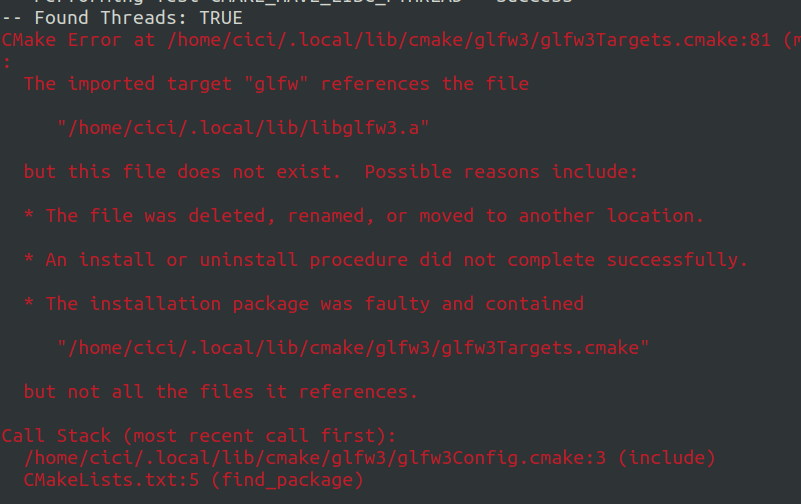 -- Found Threads: TRUE
CMake Error at /home/cici/.local/lib/cmake/glfw3/glfw3Targets.cmake:81 (m
:
The imported target "glfw" references the file
"/home/cici/.local/lib/libglfw3.a"
but this file does not exist.  Possible reasons include:
* The file was deleted, renamed, or moved to another location.
* An install or uninstall procedure did not complete successfully.
* The installation package was faulty and contained
"/home/cici/.local/lib/cmake/glfw3/glfw3Targets.cmake"
but not all the files it references.
Call Stack (most recent call first):
/home/cici/.local/lib/cmake/glfw3/glfw3Config.cmake:3 (include)
CMakeLists.txt:5 (find_package)